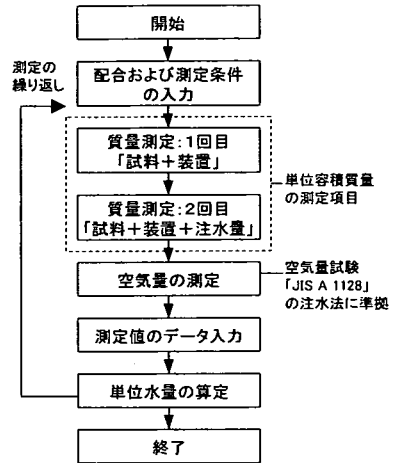 開始
測定の
繰り返し
配合および測定条件
の入力
質量測定:1回目
「試料+装置」
質量測定:2回目
「試料+装置+注水量」
単位容積質量
の測定項目
空気量の測定
空気量試験
「JIS A 1128」
の注水法に準拠
測定値のデータ入力
単位水量の算定
終了